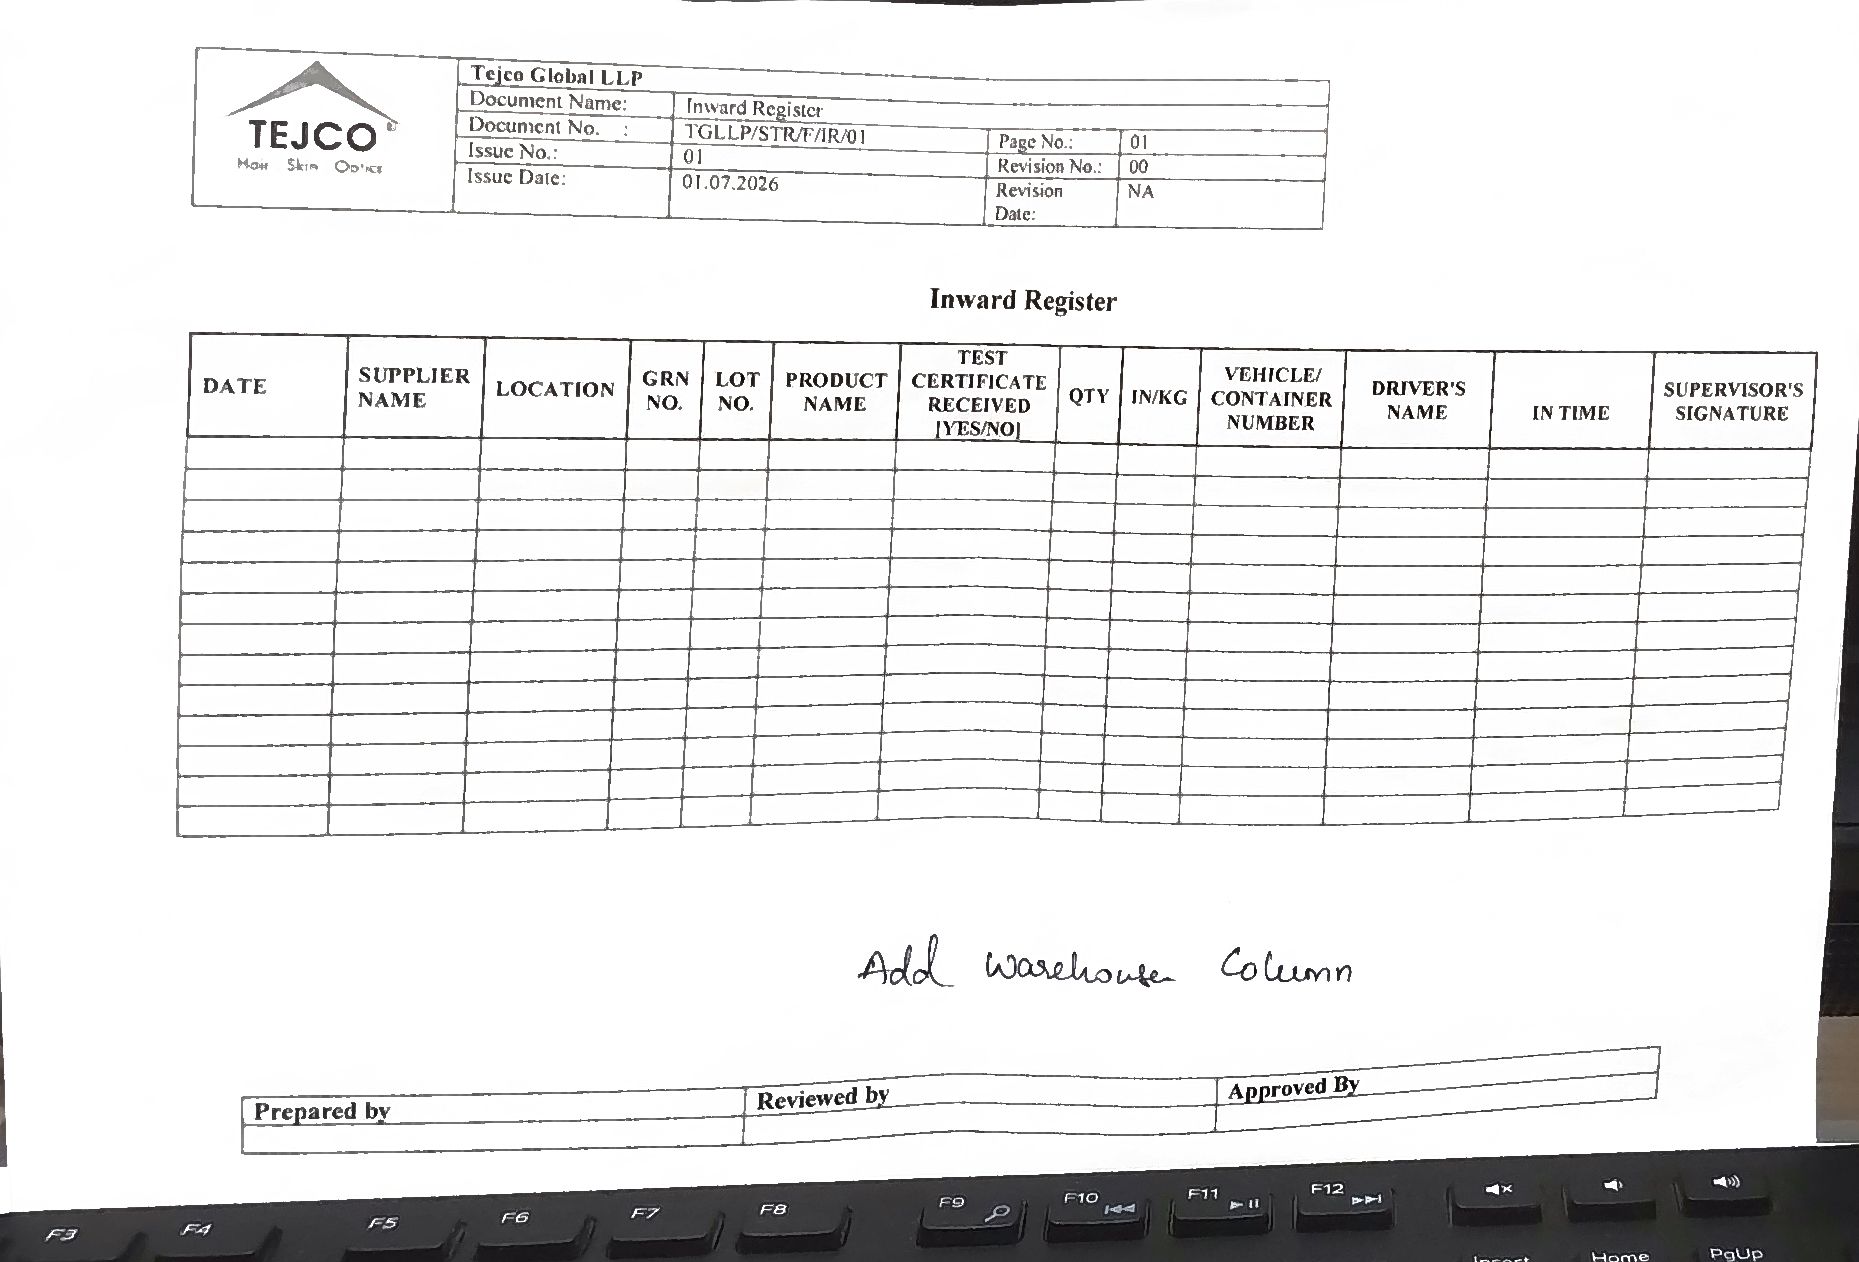 Tejco Global LLP
TEJCO
Hair Skin Optics
Document Name: Inward Register
Document No. : TGLLP/STR/F/IR/01 Page No.: 01
Issue No.: 01 Revision No.: 00
Issue Date: 01.07.2026 Revision Date: NA
Inward Register
DATE
SUPPLIER NAME
LOCATION
GRN NO.
LOT NO.
PRODUCT NAME
TEST CERTIFICATE RECEIVED [YES/NO]
QTY
IN/KG
VEHICLE/ CONTAINER NUMBER
DRIVER'S NAME
IN TIME
SUPERVISOR'S SIGNATURE
Add Warehouse Column
Prepared by Reviewed by Approved By
F3 F4 F5 F6 F7 F8 F9 F10 F11 F12
Insert Home PgUp